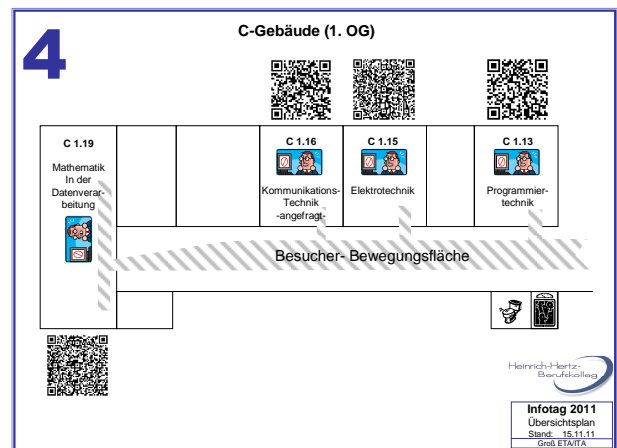 4
C-Gebäude (1. OG)
C 1.19
Mathematik
In der
Datenverar-
beitung
C 1.16
Kommunikations-
Technik
-angefragt-
C 1.15
Elektrotechnik
C 1.13
Programmier-
technik
Besucher- Bewegungsfläche
Heinrich-Hertz-
Berufskolleg
Infotag 2011
Übersichtsplan
Stand: 15.11.11
Groß ETA/ITA